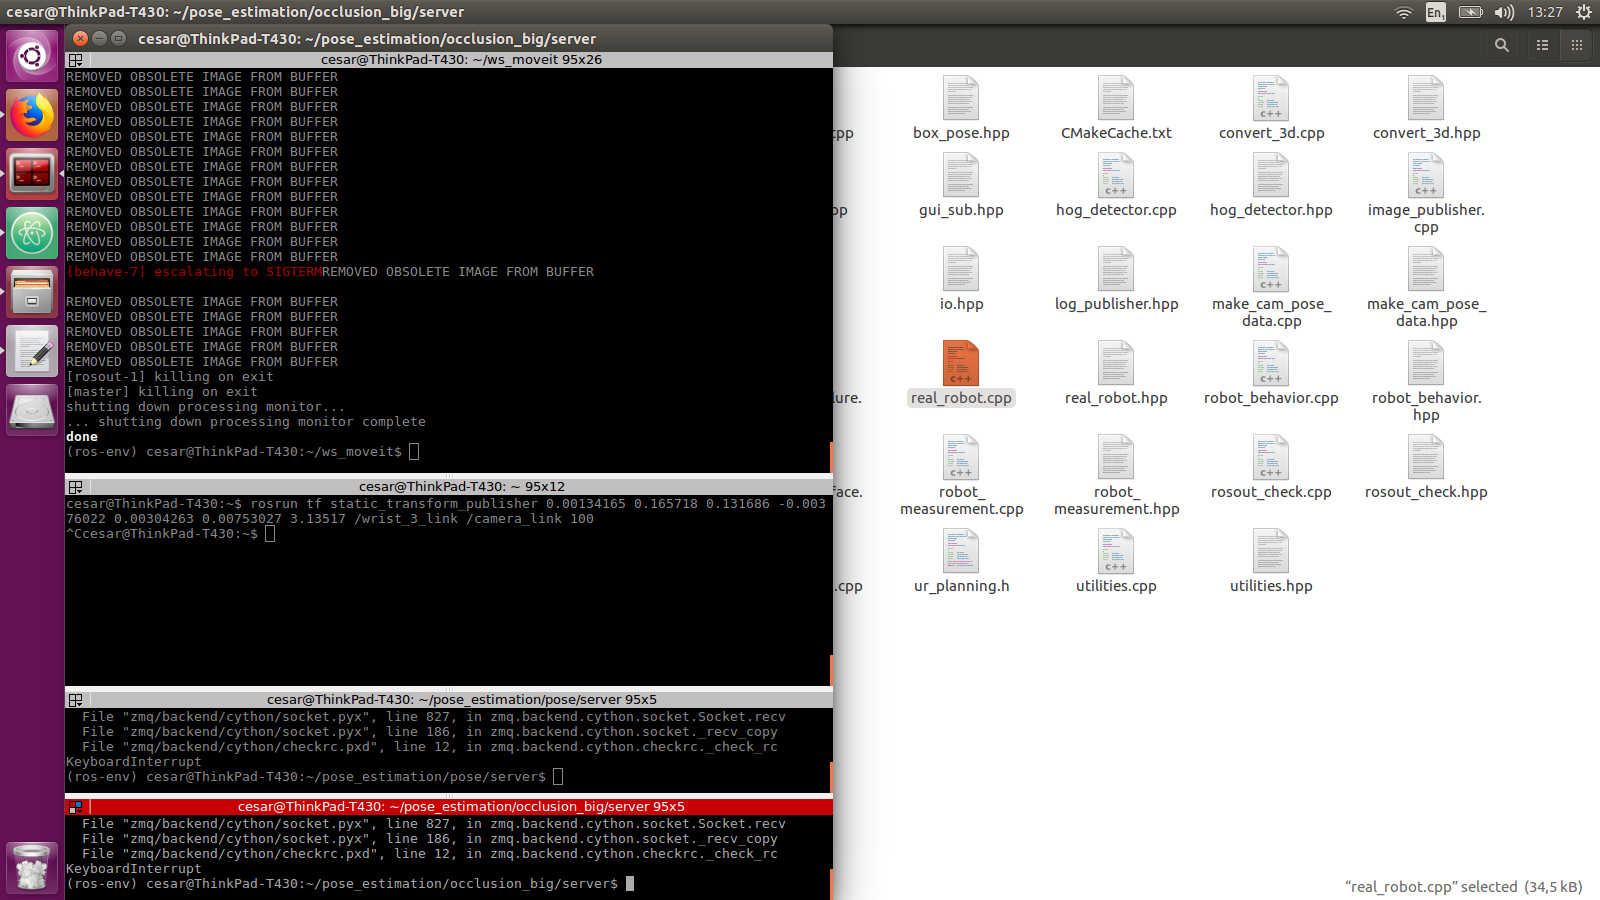 cesar@ThinkPad-T430: ~/pose_estimation/occlusion_big/server
En1
13:27
cesar@ThinkPad-T430: ~/pose_estimation/occlusion_big/server
cesar@ThinkPad-T430: ~/ws_moveit 95x26
REMOVED OBSOLETE IMAGE FROM BUFFER
REMOVED OBSOLETE IMAGE FROM BUFFER
REMOVED OBSOLETE IMAGE FROM BUFFER
REMOVED OBSOLETE IMAGE FROM BUFFER
REMOVED OBSOLETE IMAGE FROM BUFFER
REMOVED OBSOLETE IMAGE FROM BUFFER
REMOVED OBSOLETE IMAGE FROM BUFFER
REMOVED OBSOLETE IMAGE FROM BUFFER
REMOVED OBSOLETE IMAGE FROM BUFFER
REMOVED OBSOLETE IMAGE FROM BUFFER
REMOVED OBSOLETE IMAGE FROM BUFFER
REMOVED OBSOLETE IMAGE FROM BUFFER
REMOVED OBSOLETE IMAGE FROM BUFFER
[behave-7] escalating to SIGTERMREMOVED OBSOLETE IMAGE FROM BUFFER
REMOVED OBSOLETE IMAGE FROM BUFFER
REMOVED OBSOLETE IMAGE FROM BUFFER
REMOVED OBSOLETE IMAGE FROM BUFFER
REMOVED OBSOLETE IMAGE FROM BUFFER
REMOVED OBSOLETE IMAGE FROM BUFFER
[rosout-1] killing on exit
[master] killing on exit
shutting down processing monitor...
... shutting down processing monitor complete
done
(ros-env) cesar@ThinkPad-T430:~/ws_moveit$
cesar@ThinkPad-T430: ~ 95x12
cesar@ThinkPad-T430:~$ rosrun tf static_transform_publisher 0.00134165 0.165718 0.131686 -0.003
76022 0.00304263 0.00753027 3.13517 /wrist_3_link /camera_link 100
^Ccesar@ThinkPad-T430:~$
cesar@ThinkPad-T430: ~/pose_estimation/pose/server 95x5
File "zmq/backend/cython/socket.pyx", line 827, in zmq.backend.cython.socket.Socket.recv
File "zmq/backend/cython/socket.pyx", line 186, in zmq.backend.cython.socket._recv_copy
File "zmq/backend/cython/checkrc.pxd", line 12, in zmq.backend.cython.checkrc._check_rc
KeyboardInterrupt
(ros-env) cesar@ThinkPad-T430:~/pose_estimation/pose/server$
cesar@ThinkPad-T430: ~/pose_estimation/occlusion_big/server 95x5
File "zmq/backend/cython/socket.pyx", line 827, in zmq.backend.cython.socket.Socket.recv
File "zmq/backend/cython/socket.pyx", line 186, in zmq.backend.cython.socket._recv_copy
File "zmq/backend/cython/checkrc.pxd", line 12, in zmq.backend.cython.checkrc._check_rc
KeyboardInterrupt
(ros-env) cesar@ThinkPad-T430:~/pose_estimation/occlusion_big/server$
cpp box_pose.hpp CMakeCache.txt convert_3d.cpp convert_3d.hpp
pp gui_sub.hpp hog_detector.cpp hog_detector.hpp image_publisher.
cpp
io.hpp log_publisher.hpp make_cam_pose_ make_cam_pose_
data.cpp data.hpp
lure. real_robot.cpp real_robot.hpp robot_behavior.cpp robot_behavior.
hpp
face. robot_ robot_ rosout_check.cpp rosout_check.hpp
measurement.cpp measurement.hpp
.cpp ur_planning.h utilities.cpp utilities.hpp
c++
c++
c++
c++
c++
c++
c++
c++
c++
c++
"real_robot.cpp" selected (34,5 kB)